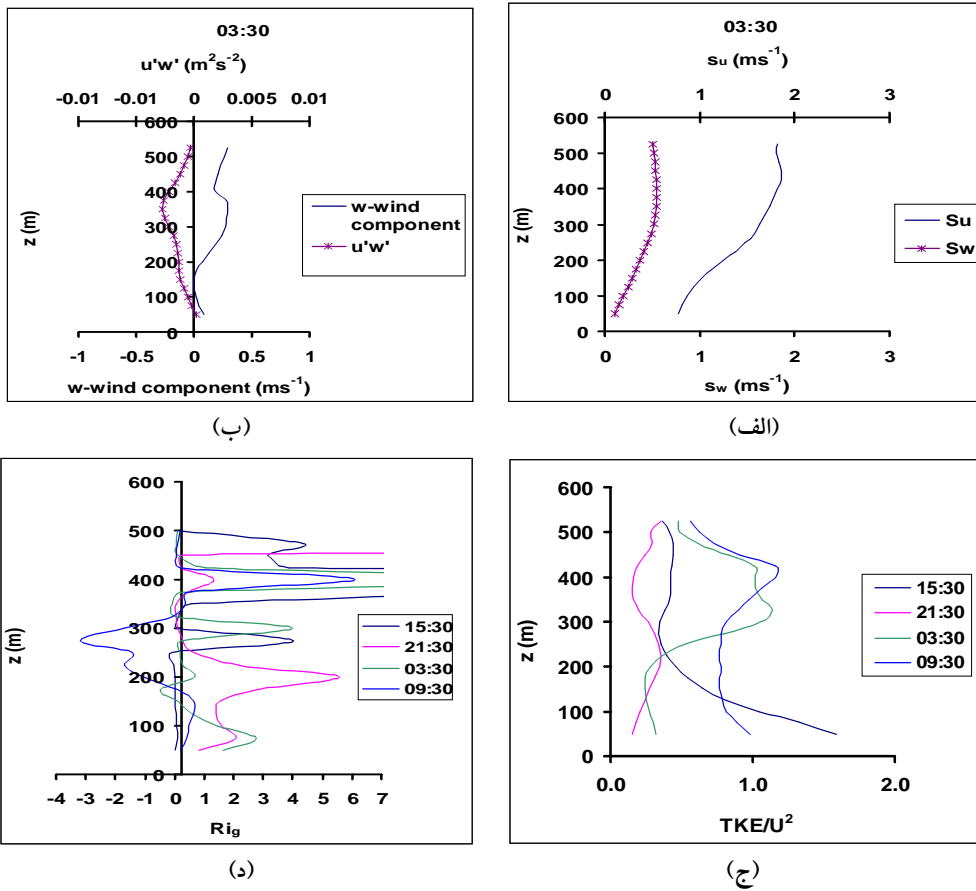 03:30
u'w' (m²s⁻²)
-0.01 -0.01 0 0.005 0.01
600
500
400
300
200
100
0
z (m)
w-wind
component
u'w'
-1 -0.5 0 0.5 1
w-wind component (ms⁻¹)
(ب)
03:30
su (ms⁻¹)
0 1 2 3
600
500
400
300
200
100
0
z (m)
Su
Sw
0 1 2 3
sw (ms⁻¹)
(الف)
600
500
400
300
200
100
0
z (m)
15:30
21:30
03:30
09:30
-4 -3 -2 -1 0 1 2 3 4 5 6 7
Rig
(د)
600
500
400
300
200
100
0
z (m)
15:30
21:30
03:30
09:30
0.0 1.0 2.0
TKE/U²
(ج)